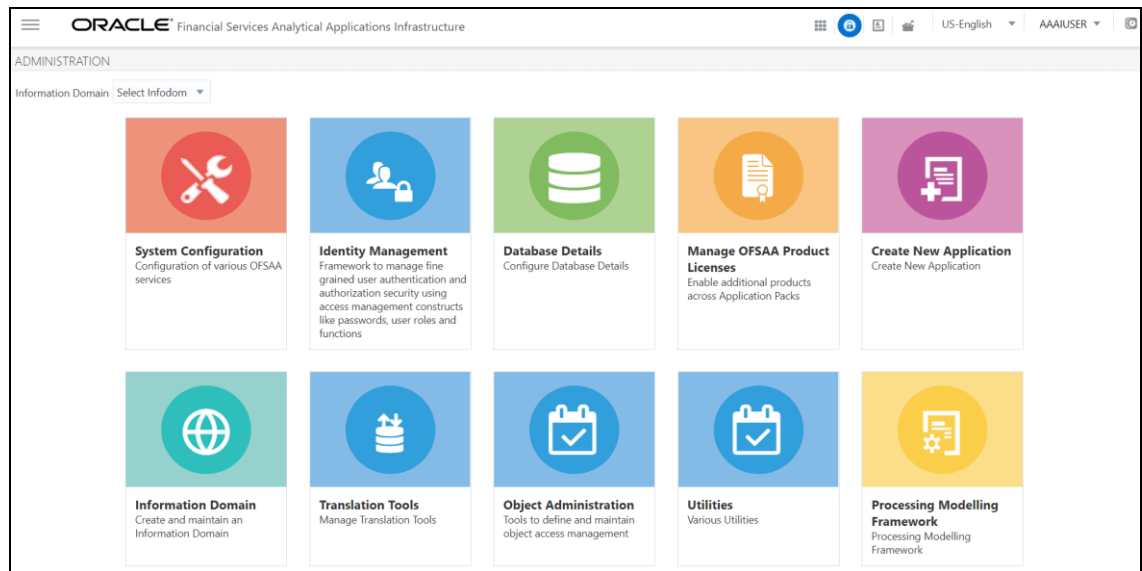 ORACLE® Financial Services Analytical Applications Infrastructure
US-English
AAAIUSER
ADMINISTRATION
Information Domain Select Infodom
System Configuration
Configuration of various OFSAA
services
Identity Management
Framework to manage fine
grained user authentication and
authorization security using
access management constructs
like passwords, user roles and
functions
Database Details
Configure Database Details
Manage OFSAA Product
Licenses
Enable additional products
across Application Packs
Create New Application
Create New Application
Information Domain
Create and maintain an
Information Domain
Translation Tools
Manage Translation Tools
Object Administration
Tools to define and maintain
object access management
Utilities
Various Utilities
Processing Modelling
Framework
Processing Modelling
Framework